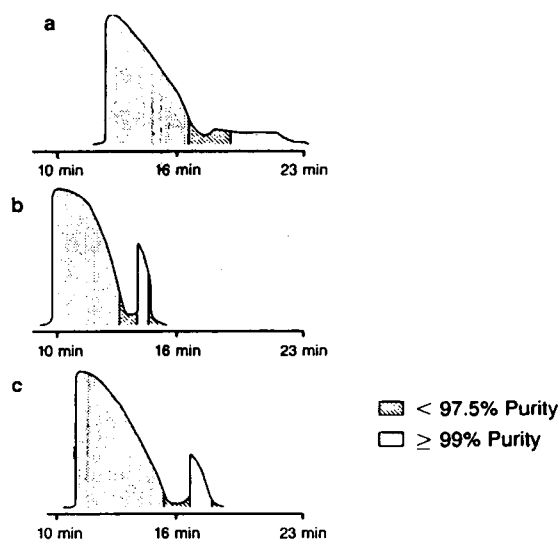 a
10 min 16 min 23 min
b
10 min 16 min 23 min
c
10 min 16 min 23 min
< 97.5% Purity
≥ 99% Purity